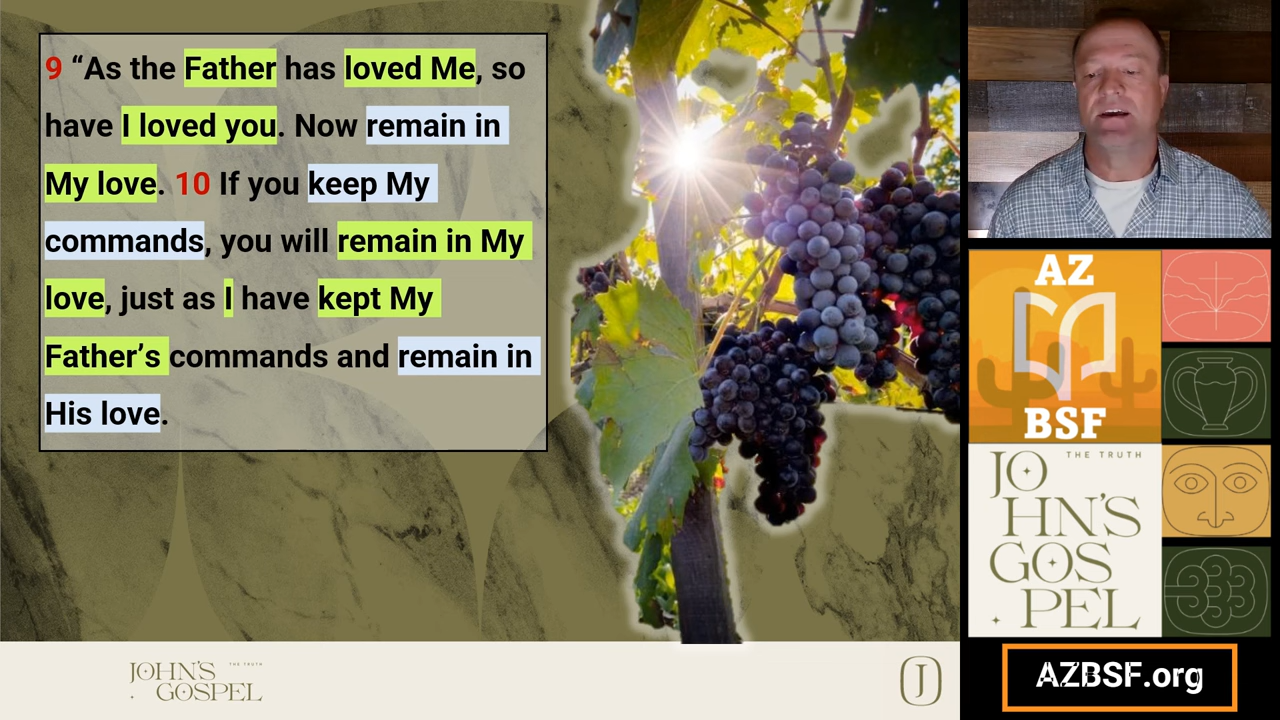 9 “As the Father has loved Me, so
have I loved you. Now remain in
My love. 10 If you keep My
commands, you will remain in My
love, just as I have kept My
Father’s commands and remain in
His love.
JOHN'S THE TRUTH
GOSPEL
J
AZ
BSF
JO THE TRUTH
HN'S
GOS
PEL
AZBSF.org